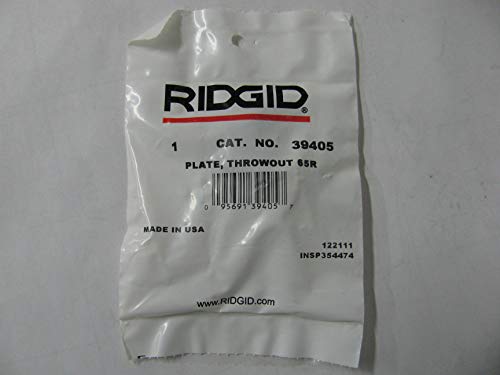 RIDGID®
1 CAT. NO. 39405
PLATE, THROWOUT 65R
0 95691 39405 7
MADE IN USA
122111
INSP354474
www.RIDGID.com